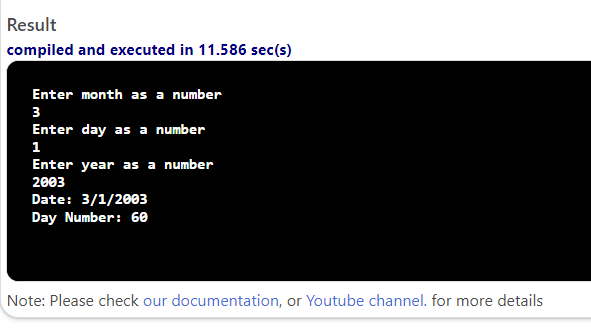 Result
compiled and executed in 11.586 sec(s)
Enter month as a number
3
Enter day as a number
1
Enter year as a number
2003
Date: 3/1/2003
Day Number: 60
Note: Please check our documentation, or Youtube channel. for more details